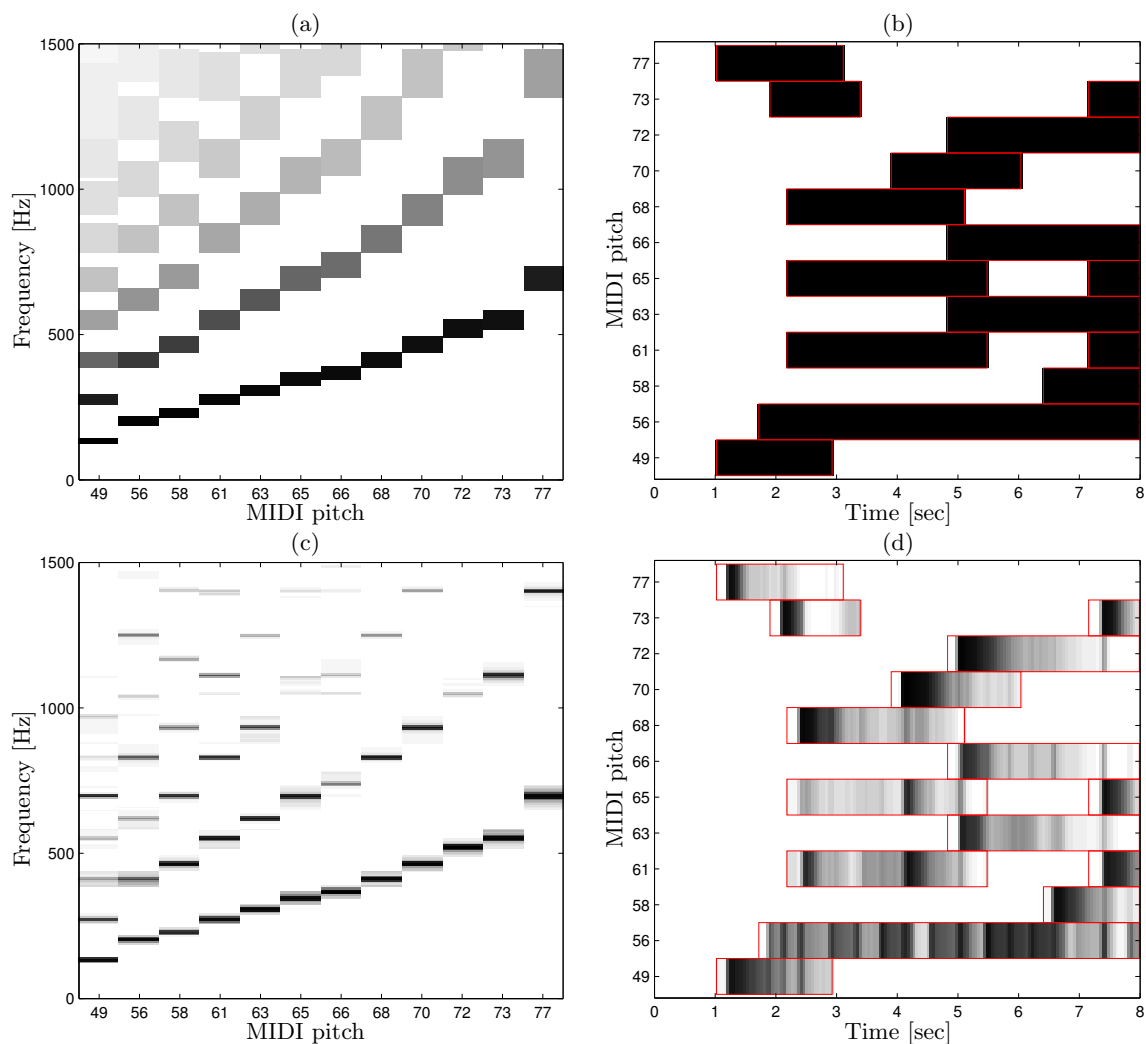 (a)
1500
1000
500
0
Frequency [Hz]
49 56 58 61 63 65 66 68 70 72 73 77
MIDI pitch
(b)
77
73
72
70
68
66
65
63
61
58
56
49
MIDI pitch
0 1 2 3 4 5 6 7 8
Time [sec]
(c)
1500
1000
500
0
Frequency [Hz]
49 56 58 61 63 65 66 68 70 72 73 77
MIDI pitch
(d)
77
73
72
70
68
66
65
63
61
58
56
49
MIDI pitch
0 1 2 3 4 5 6 7 8
Time [sec]